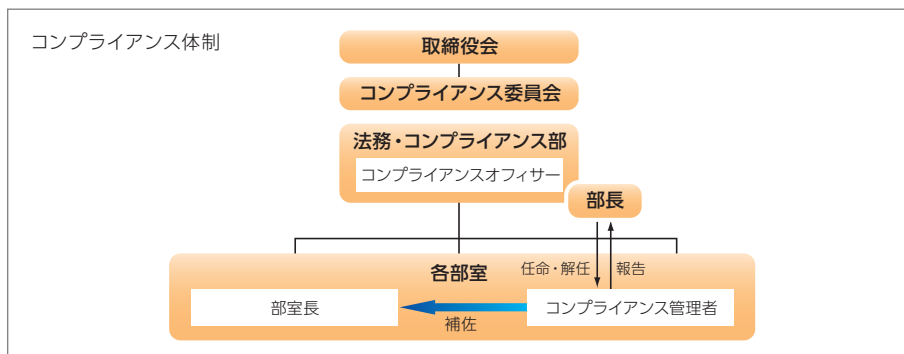 コンプライアンス体制
取締役会
コンプライアンス委員会
法務・コンプライアンス部
コンプライアンスオフィサー
部長
任命・解任
報告
各部室
部室長
補佐
コンプライアンス管理者